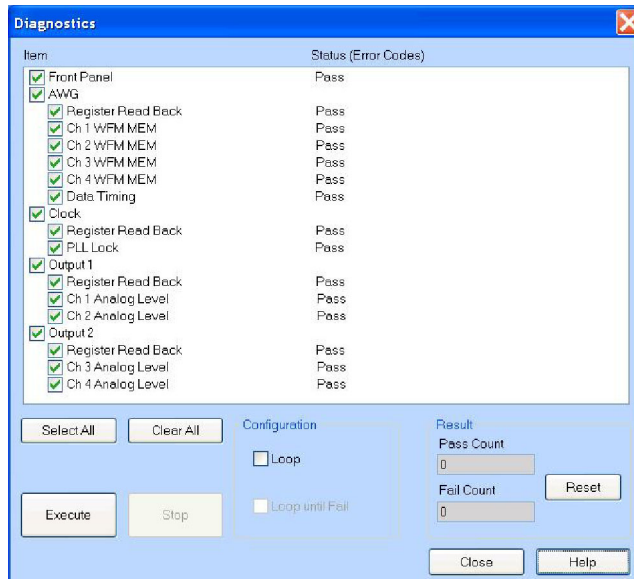 Diagnostics
Item Status (Error Codes)
Front Panel Pass
AWG
Register Read Back Pass
Ch 1 WFM MEM Pass
Ch 2 WFM MEM Pass
Ch 3 WFM MEM Pass
Ch 4 WFM MEM Pass
Data Timing Pass
Clock
Register Read Back Pass
PLL Lock Pass
Output 1
Register Read Back Pass
Ch 1 Analog Level Pass
Ch 2 Analog Level Pass
Output 2
Register Read Back Pass
Ch 3 Analog Level Pass
Ch 4 Analog Level Pass
Select All
Clear All
Execute
Stop
Configuration
Loop
Loop until Fail
Result
Pass Count
0
Fail Count
0
Reset
Close
Help